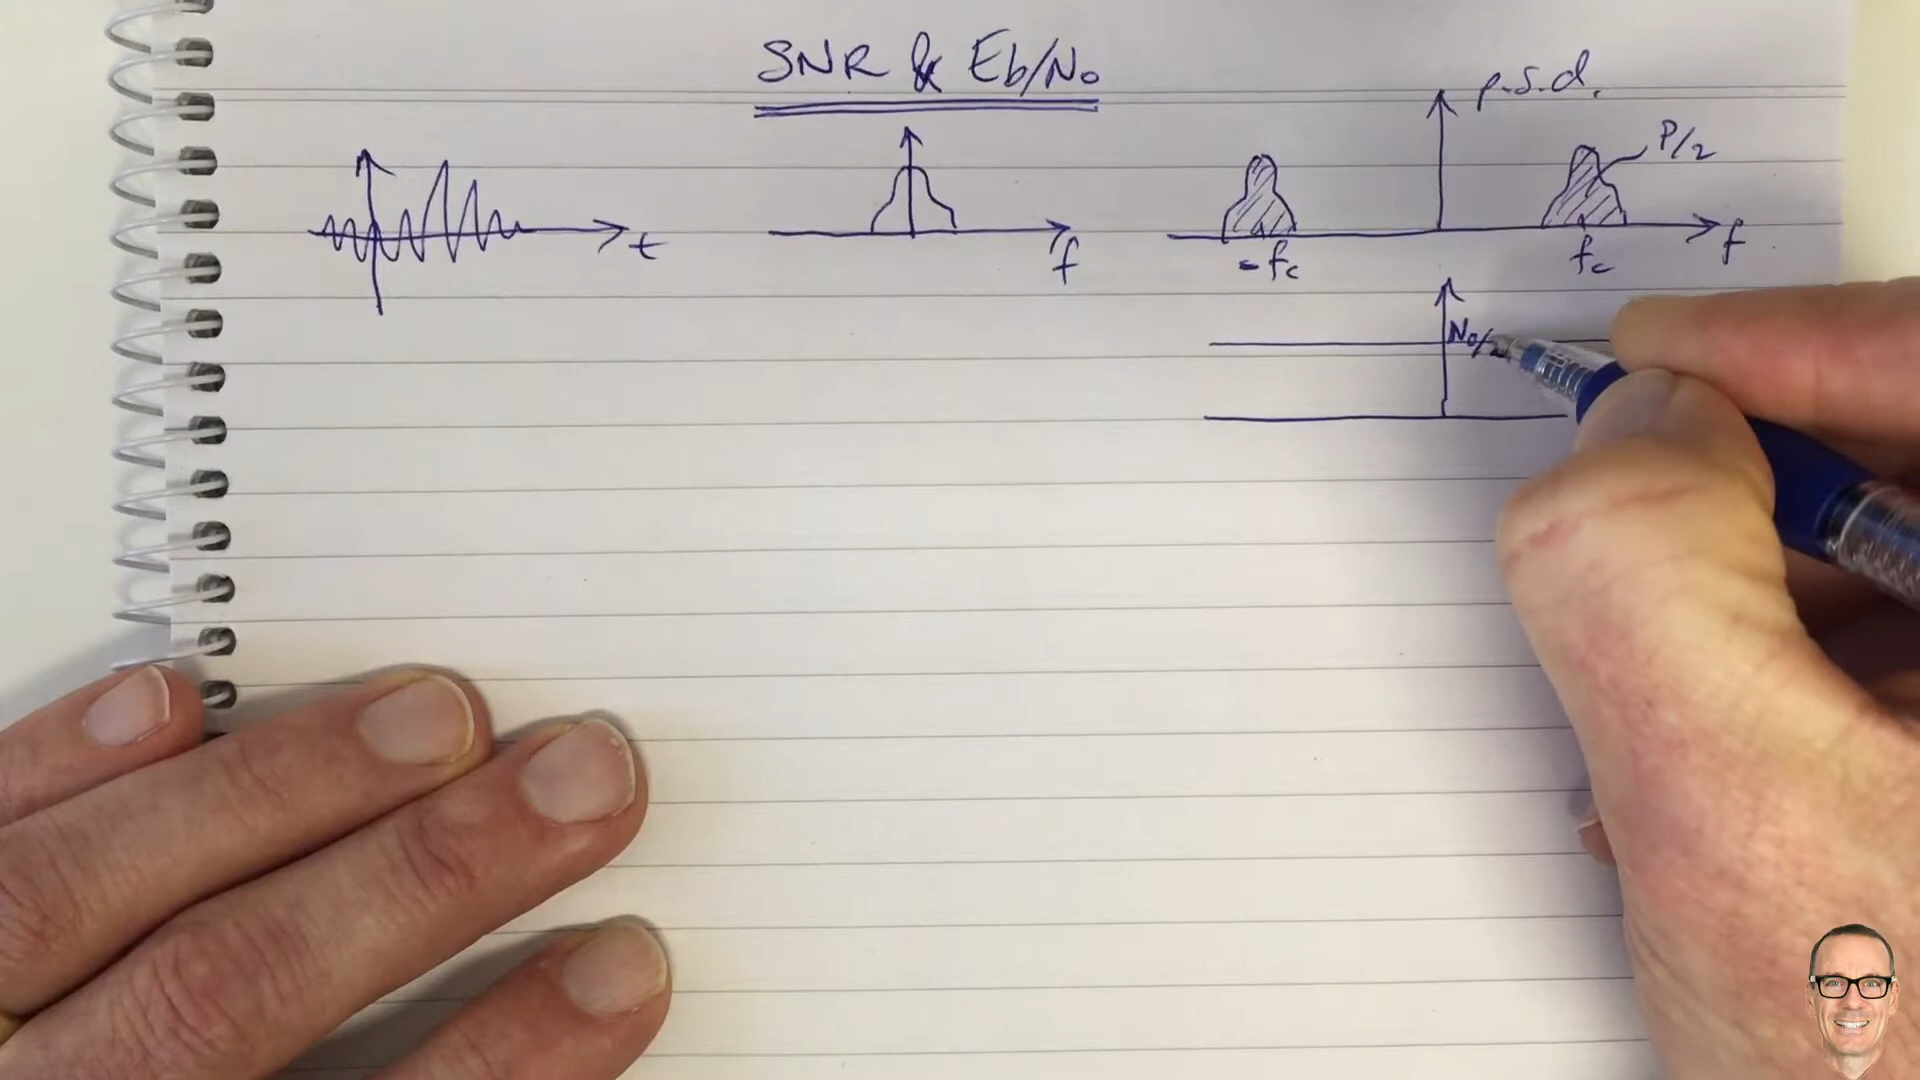 SNR & Eb/No
p.s.d.
P/2
t
f
-fc
fc
f
No/2